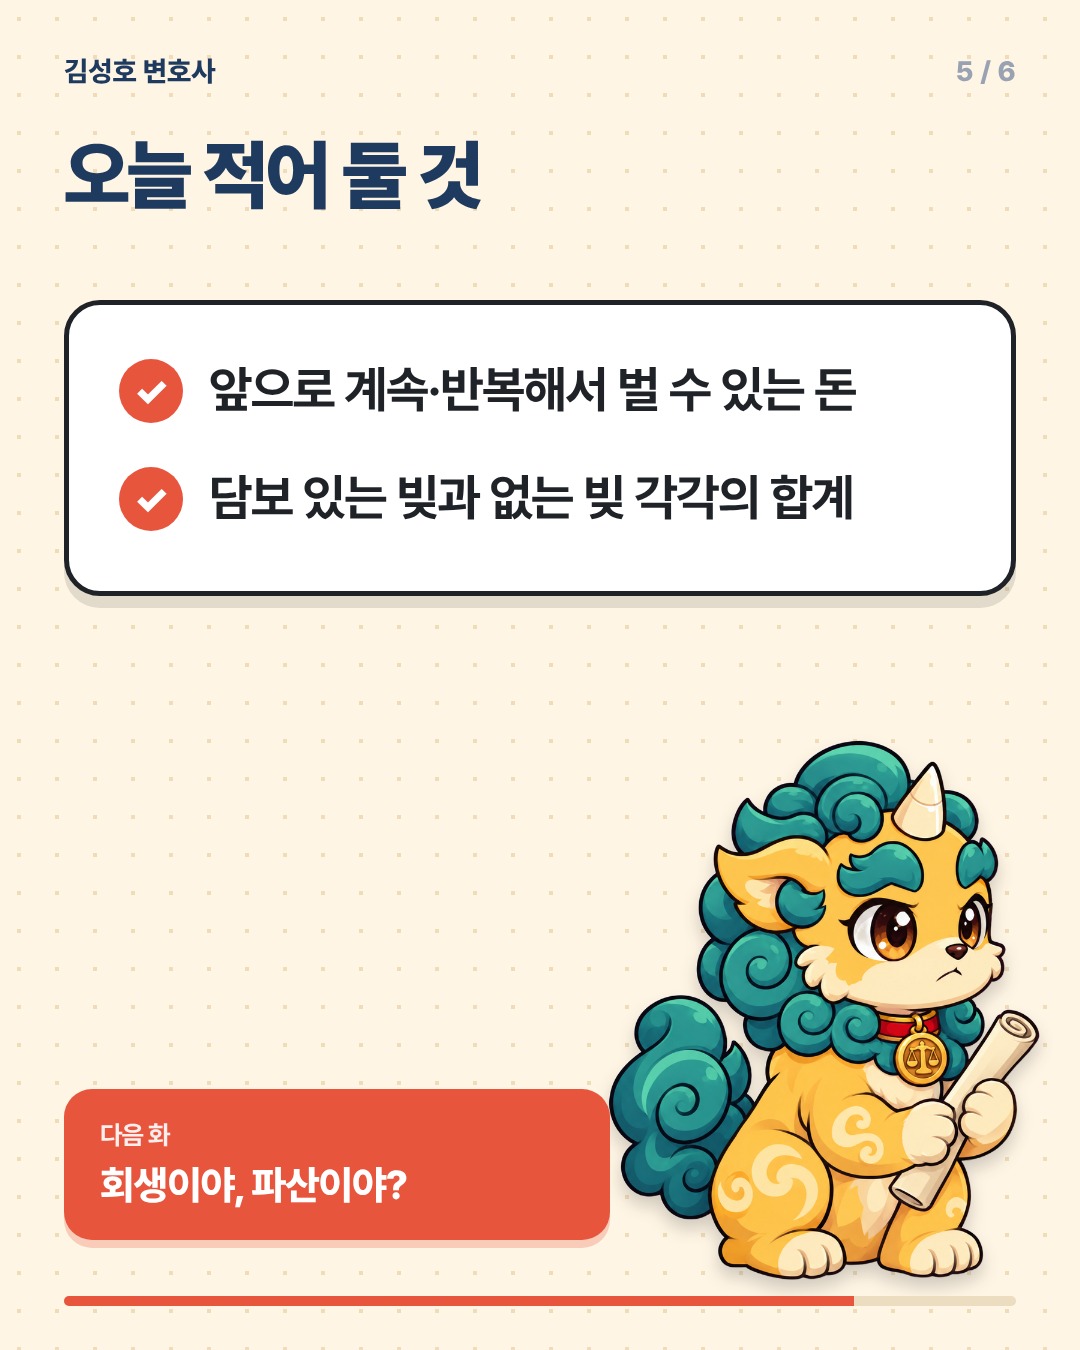 김성호 변호사
5 / 6
오늘 적어 둘 것
앞으로 계속·반복해서 벌 수 있는 돈
담보 있는 빚과 없는 빚 각각의 합계
다음 화
회생이야, 파산이야?